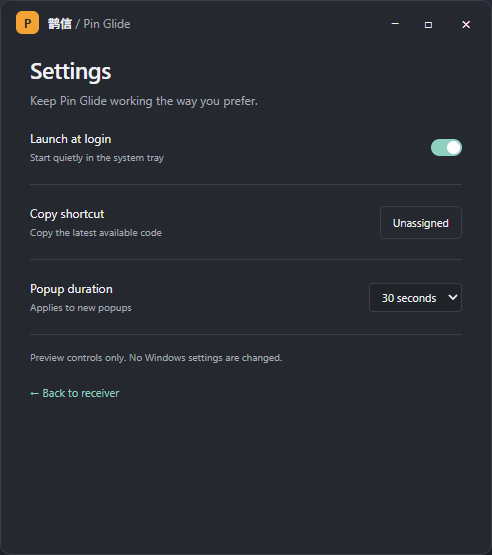 P 鹊信 / Pin Glide
Settings
Keep Pin Glide working the way you prefer.
Launch at login
Start quietly in the system tray
Copy shortcut
Copy the latest available code
Unassigned
Popup duration
Applies to new popups
30 seconds
Preview controls only. No Windows settings are changed.
← Back to receiver